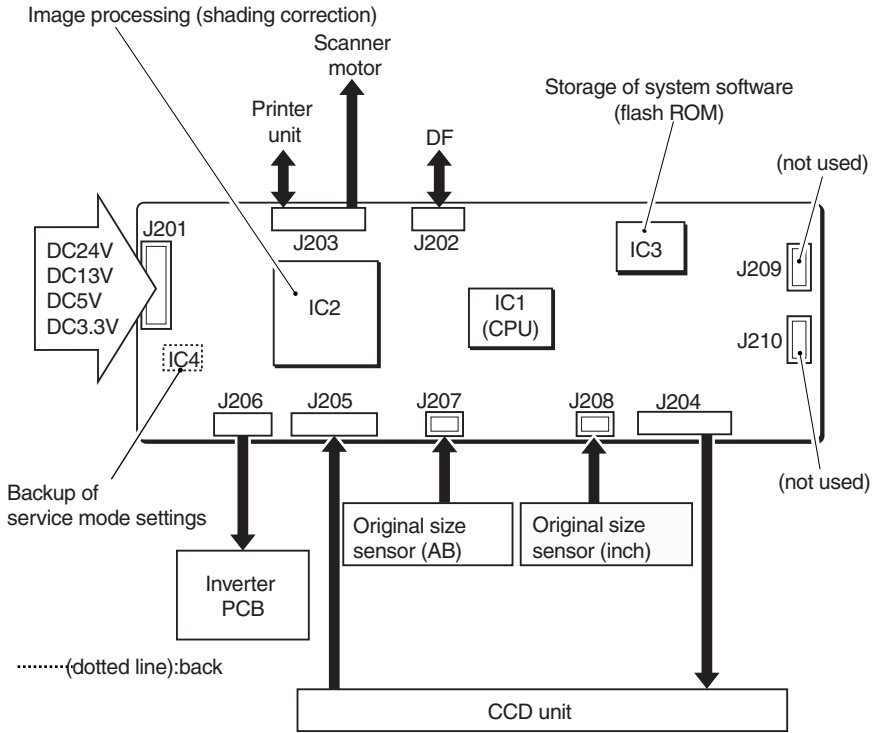 Image processing (shading correction)
Scanner
motor
Storage of system software
(flash ROM)
Printer
unit
DF
(not used)
J201
J203
J202
IC3
J209
DC24V
DC13V
DC5V
DC3.3V
IC2
IC1
(CPU)
J210
IC4
J206
J205
J207
J208
J204
Backup of
service mode settings
(not used)
Original size
sensor (AB)
Original size
sensor (inch)
Inverter
PCB
(dotted line):back
CCD unit